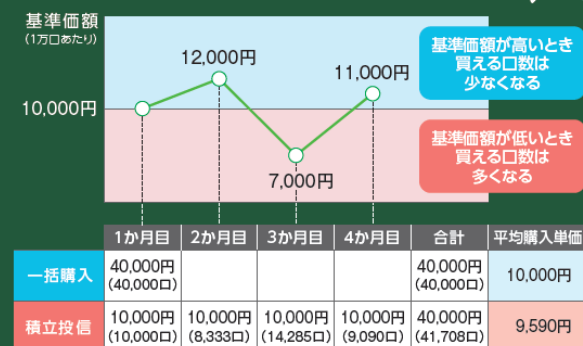 基準価額
(1万口あたり)
12,000円
11,000円
10,000円
7,000円
基準価額が高いとき
買える口数は
少なくなる
基準価額が低いとき
買える口数は
多くなる
1か月目 2か月目 3か月目 4か月目 合計 平均購入単価
一括購入 40,000円 40,000円 10,000円
(40,000口) (40,000口)
積立投信 10,000円 10,000円 10,000円 10,000円 40,000円 9,590円
(10,000口) (8,333口) (14,285口) (9,090口) (41,708口)